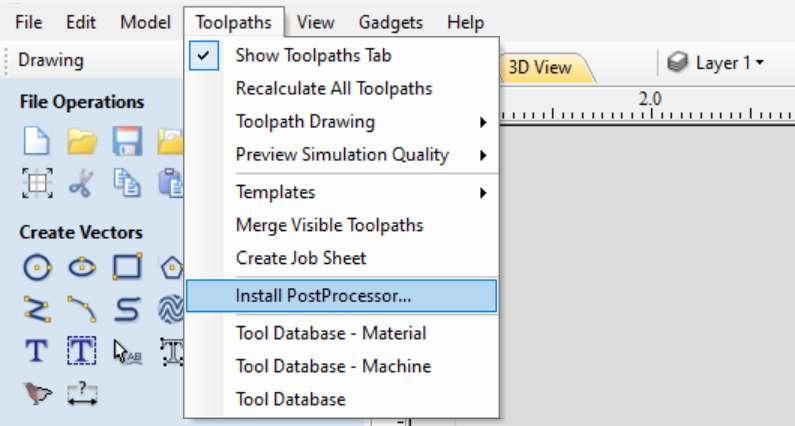 File Edit Model Toolpaths View Gadgets Help
Drawing
Show Toolpaths Tab
3D View
Layer 1
Recalculate All Toolpaths
File Operations
2.0
Toolpath Drawing
Preview Simulation Quality
Templates
Merge Visible Toolpaths
Create Vectors
Create Job Sheet
Install PostProcessor...
Tool Database - Material
T T AB T
Tool Database - Machine
?
Tool Database